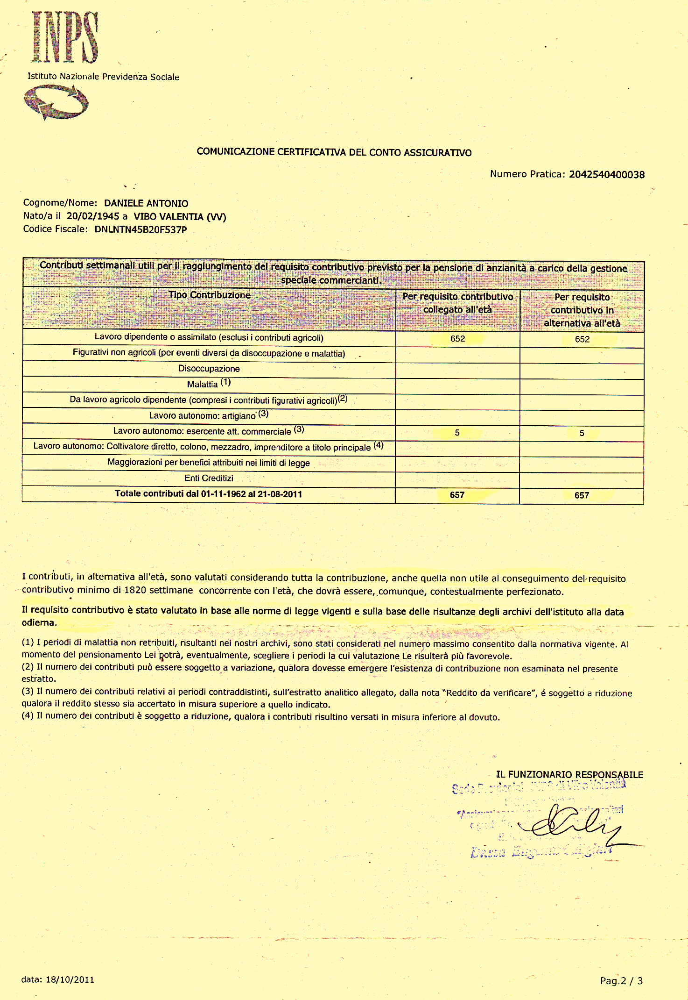 INPS
Istituto Nazionale Previdenza Sociale
COMUNICAZIONE CERTIFICATIVA DEL CONTO ASSICURATIVO
Numero Pratica: 2042540400038
Cognome/Nome: DANIELE ANTONIO
Nato/a il 20/02/1945 a VIBO VALENTIA (VV)
Codice Fiscale: DNLNTN45B20F537P
Contributi settimanali utili per il raggiungimento del requisito contributivo previsto per la pensione di anzianità a carico della gestione
speciale commercianti.
Tipo Contribuzione
Per requisito contributivo
collegato all'età
Per requisito
contributivo in
alternativa all'età
Lavoro dipendente o assimilato (esclusi i contributi agricoli) 652 652
Figurativi non agricoli (per eventi diversi da disoccupazione e malattia)
Disoccupazione
Malattia (1)
Da lavoro agricolo dipendente (compresi i contributi figurativi agricoli)(2)
Lavoro autonomo: artigiano (3)
Lavoro autonomo: esercente att. commerciale (3) 5 5
Lavoro autonomo: Coltivatore diretto, colono, mezzadro, imprenditore a titolo principale (4)
Maggiorazioni per benefici attribuiti nei limiti di legge
Enti Creditizi
Totale contributi dal 01-11-1962 al 21-08-2011 657 657
I contributi, in alternativa all'età, sono valutati considerando tutta la contribuzione, anche quella non utile al conseguimento del requisito
contributivo minimo di 1820 settimane concorrente con l'età, che dovrà essere, comunque, contestualmente perfezionato.
Il requisito contributivo è stato valutato in base alle norme di legge vigenti e sulla base delle risultanze degli archivi dell'istituto alla data
odierna.
(1) I periodi di malattia non retribuiti, risultanti nei nostri archivi, sono stati considerati nel numero massimo consentito dalla normativa vigente. Al
momento del pensionamento Lei potrà, eventualmente, scegliere i periodi la cui valutazione Le risulterà più favorevole.
(2) Il numero dei contributi può essere soggetto a variazione, qualora dovesse emergere l'esistenza di contribuzione non esaminata nel presente
estratto.
(3) Il numero dei contributi relativi ai periodi contraddistinti, sull'estratto analitico allegato, dalla nota "Reddito da verificare", é soggetto a riduzione
qualora il reddito stesso sia accertato in misura superiore a quello indicato.
(4) Il numero dei contributi è soggetto a riduzione, qualora i contributi risultino versati in misura inferiore al dovuto.
IL FUNZIONARIO RESPONSABILE
di Vibo Valentia
data: 18/10/2011
Pag.2 / 3